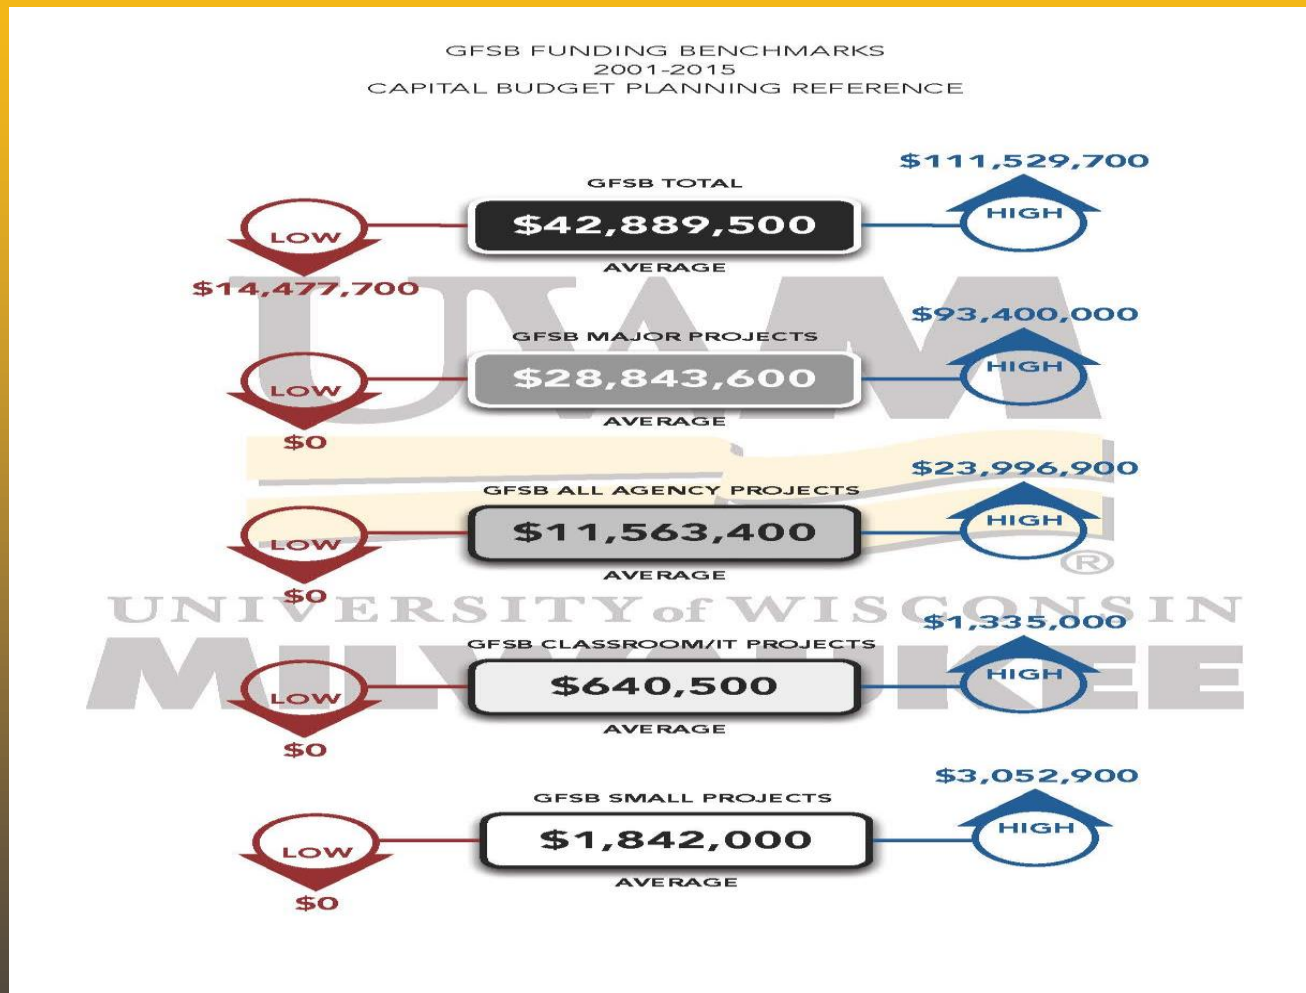 GFSB FUNDING BENCHMARKS
2001-2015
CAPITAL BUDGET PLANNING REFERENCE
$111,529,700
GFSB TOTAL
LOW
$42,889,500
HIGH
AVERAGE
$14,477,700
UWM
$93,400,000
GFSB MAJOR PROJECTS
LOW
$28,843,600
HIGH
AVERAGE
$0
$23,996,900
GFSB ALL AGENCY PROJECTS
LOW
$11,563,400
HIGH
®
AVERAGE
$0
UNIVERSITY of WISCONSIN
$1,335,000
GFSB CLASSROOM/IT PROJECTS
MILWAUKEE
LOW
$640,500
HIGH
AVERAGE
$0
$3,052,900
GFSB SMALL PROJECTS
LOW
$1,842,000
HIGH
AVERAGE
$0